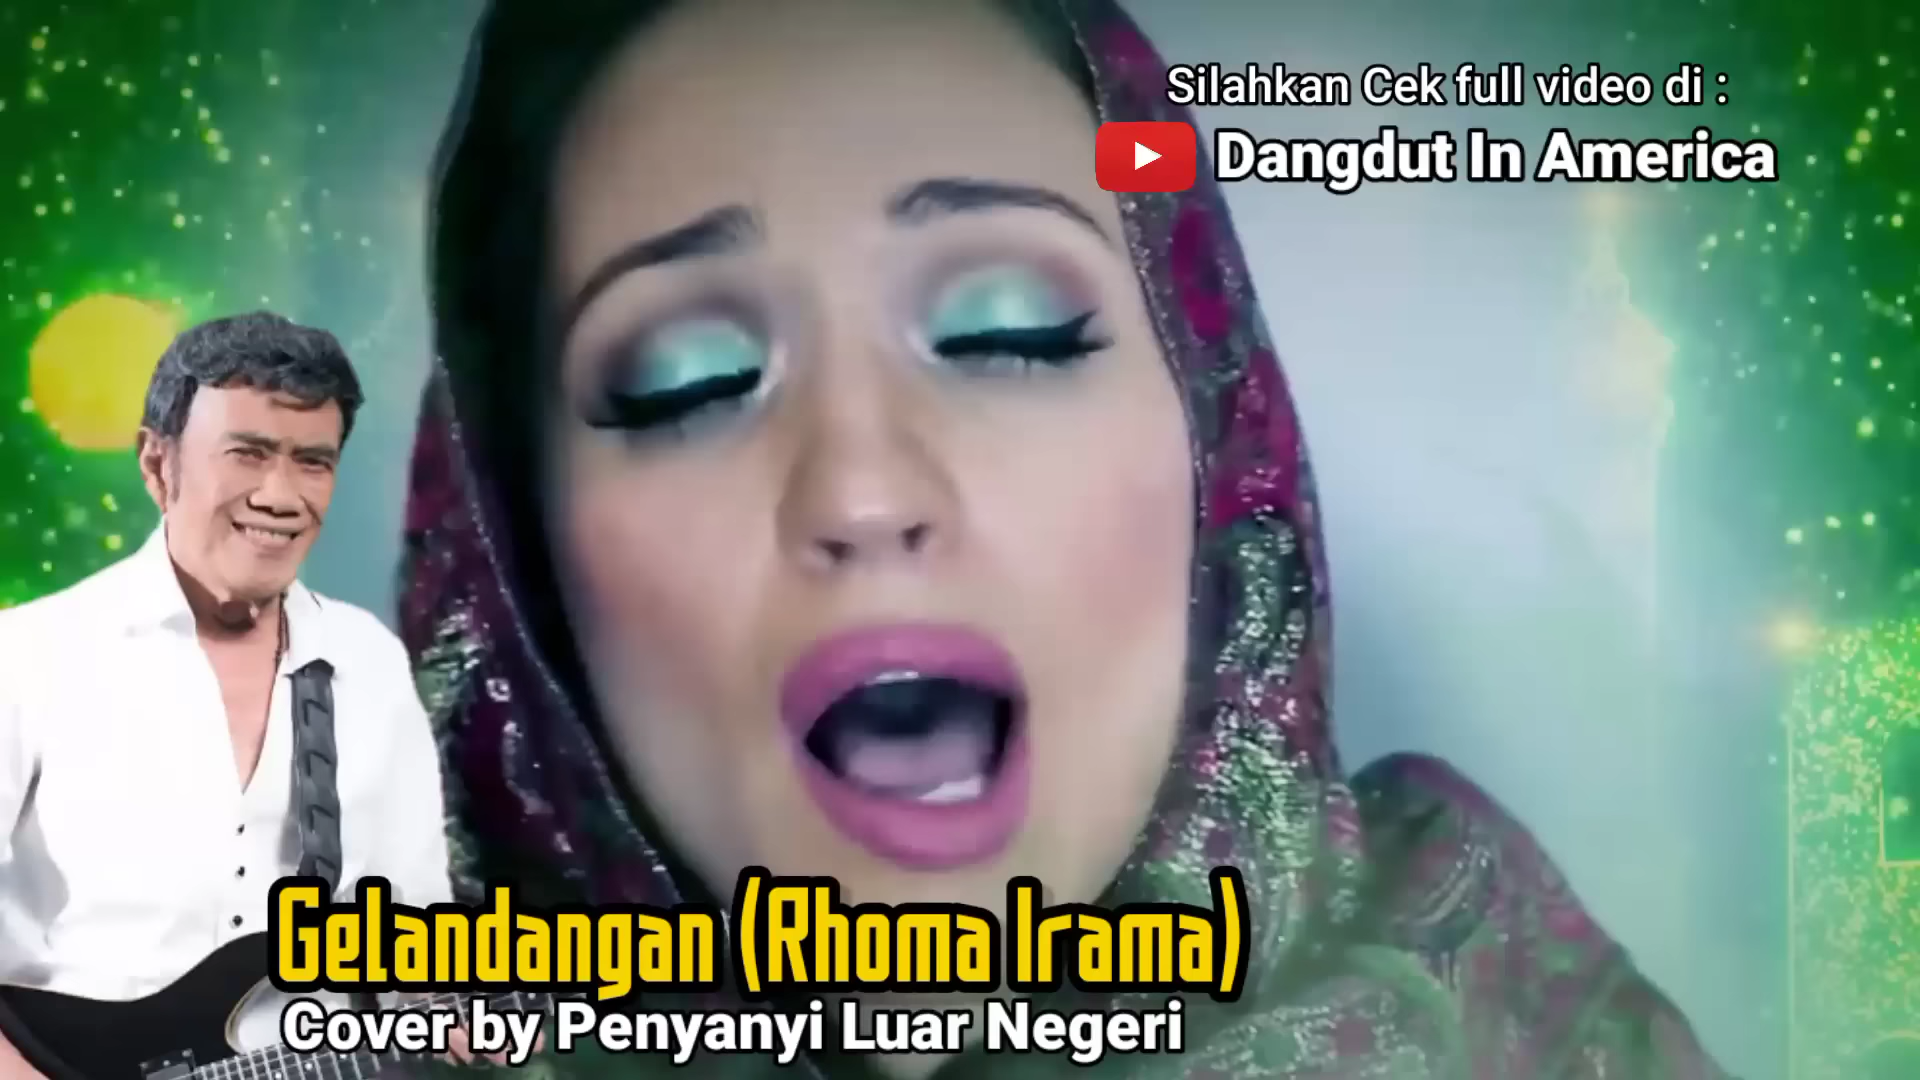 Silahkan Cek full video di :
Dangdut In America
Gelandangan (Rhoma Irama)
Cover by Penyanyi Luar Negeri